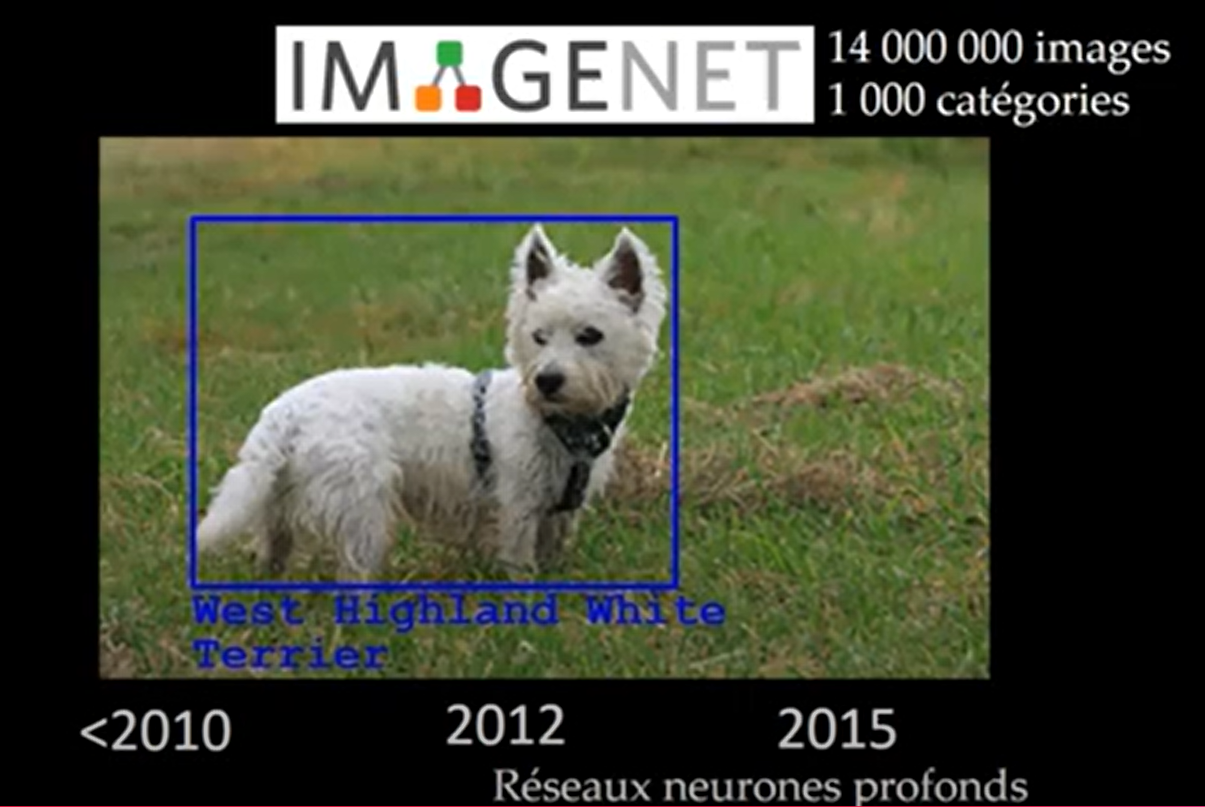 IMAGENET
14 000 000 images
1 000 catégories
West Highland White
Terrier
<2010
2012
2015
Réseaux neurones profonds